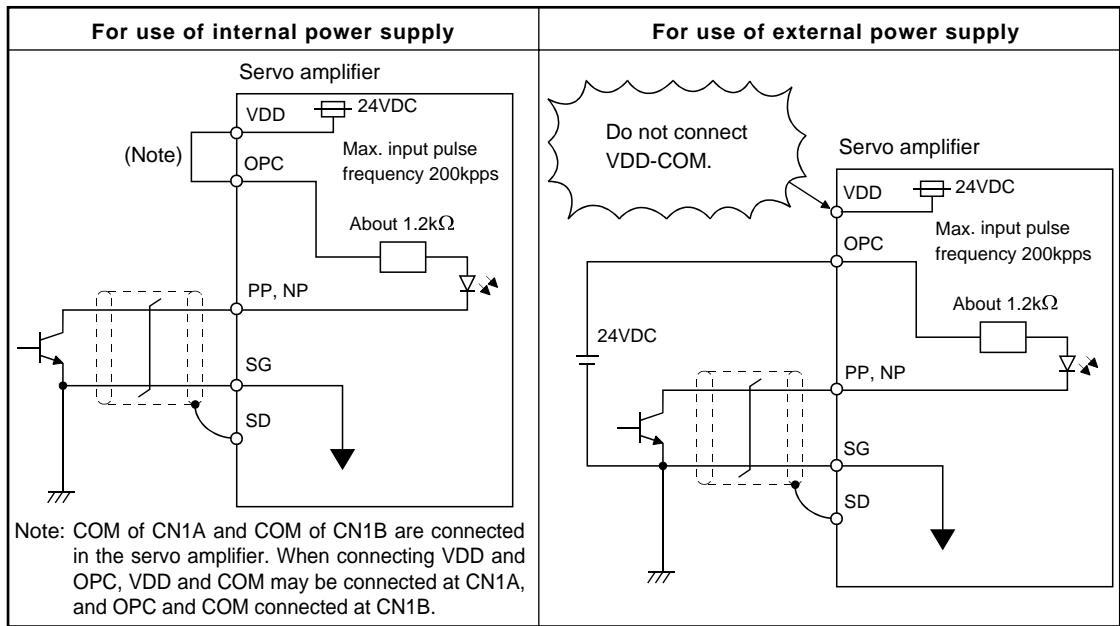 For use of internal power supply
Servo amplifier
VDD
24VDC
(Note)
OPC
Max. input pulse
frequency 200kpps
About 1.2kΩ
PP, NP
SG
SD
Note: COM of CN1A and COM of CN1B are connected
in the servo amplifier. When connecting VDD and
OPC, VDD and COM may be connected at CN1A,
and OPC and COM connected at CN1B.
For use of external power supply
Do not connect
VDD-COM.
Servo amplifier
VDD
24VDC
OPC
Max. input pulse
frequency 200kpps
About 1.2kΩ
24VDC
PP, NP
SG
SD